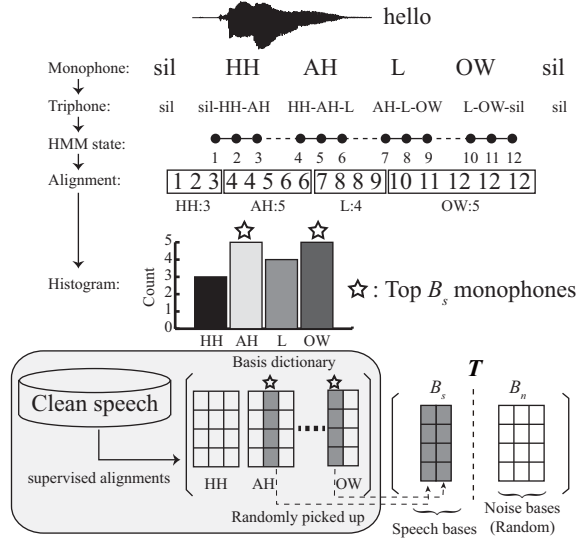 hello
Monophone: sil HH AH L OW sil
Triphone: sil sil-HH-AH HH-AH-L AH-L-OW L-OW-sil sil
HMM state:
1 2 3 4 5 6 7 8 9 10 11 12
Alignment: 1 2 3 4 4 5 6 6 7 8 8 9 10 11 12 12 12
HH:3 AH:5 L:4 OW:5
Histogram:
Count
5
4
3
2
1
0
HH AH L OW
☆: Top B_s monophones
Basis dictionary
Clean speech
supervised alignments
HH AH OW
Randomly picked up
T
B_s B_n
Speech bases
Noise bases
(Random)